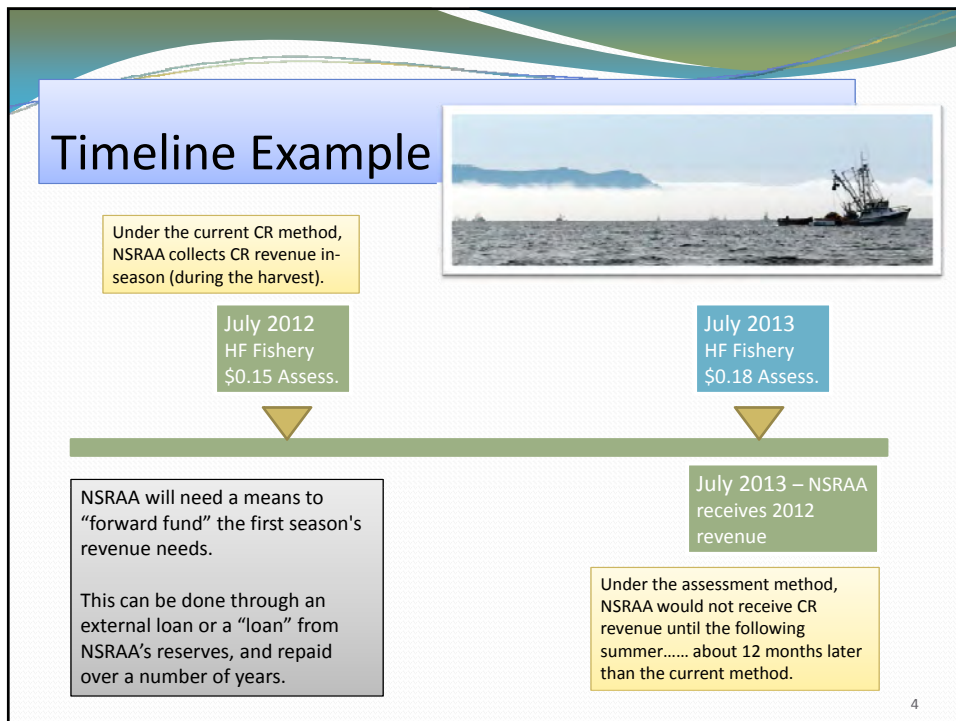 Timeline Example
Under the current CR method,
NSRAA collects CR revenue in-
season (during the harvest).
July 2012
HF Fishery
$0.15 Assess.
July 2013
HF Fishery
$0.18 Assess.
NSRAA will need a means to
“forward fund” the first season's
revenue needs.
This can be done through an
external loan or a “loan” from
NSRAA’s reserves, and repaid
over a number of years.
July 2013 – NSRAA
receives 2012
revenue
Under the assessment method,
NSRAA would not receive CR
revenue until the following
summer…… about 12 months later
than the current method.
4